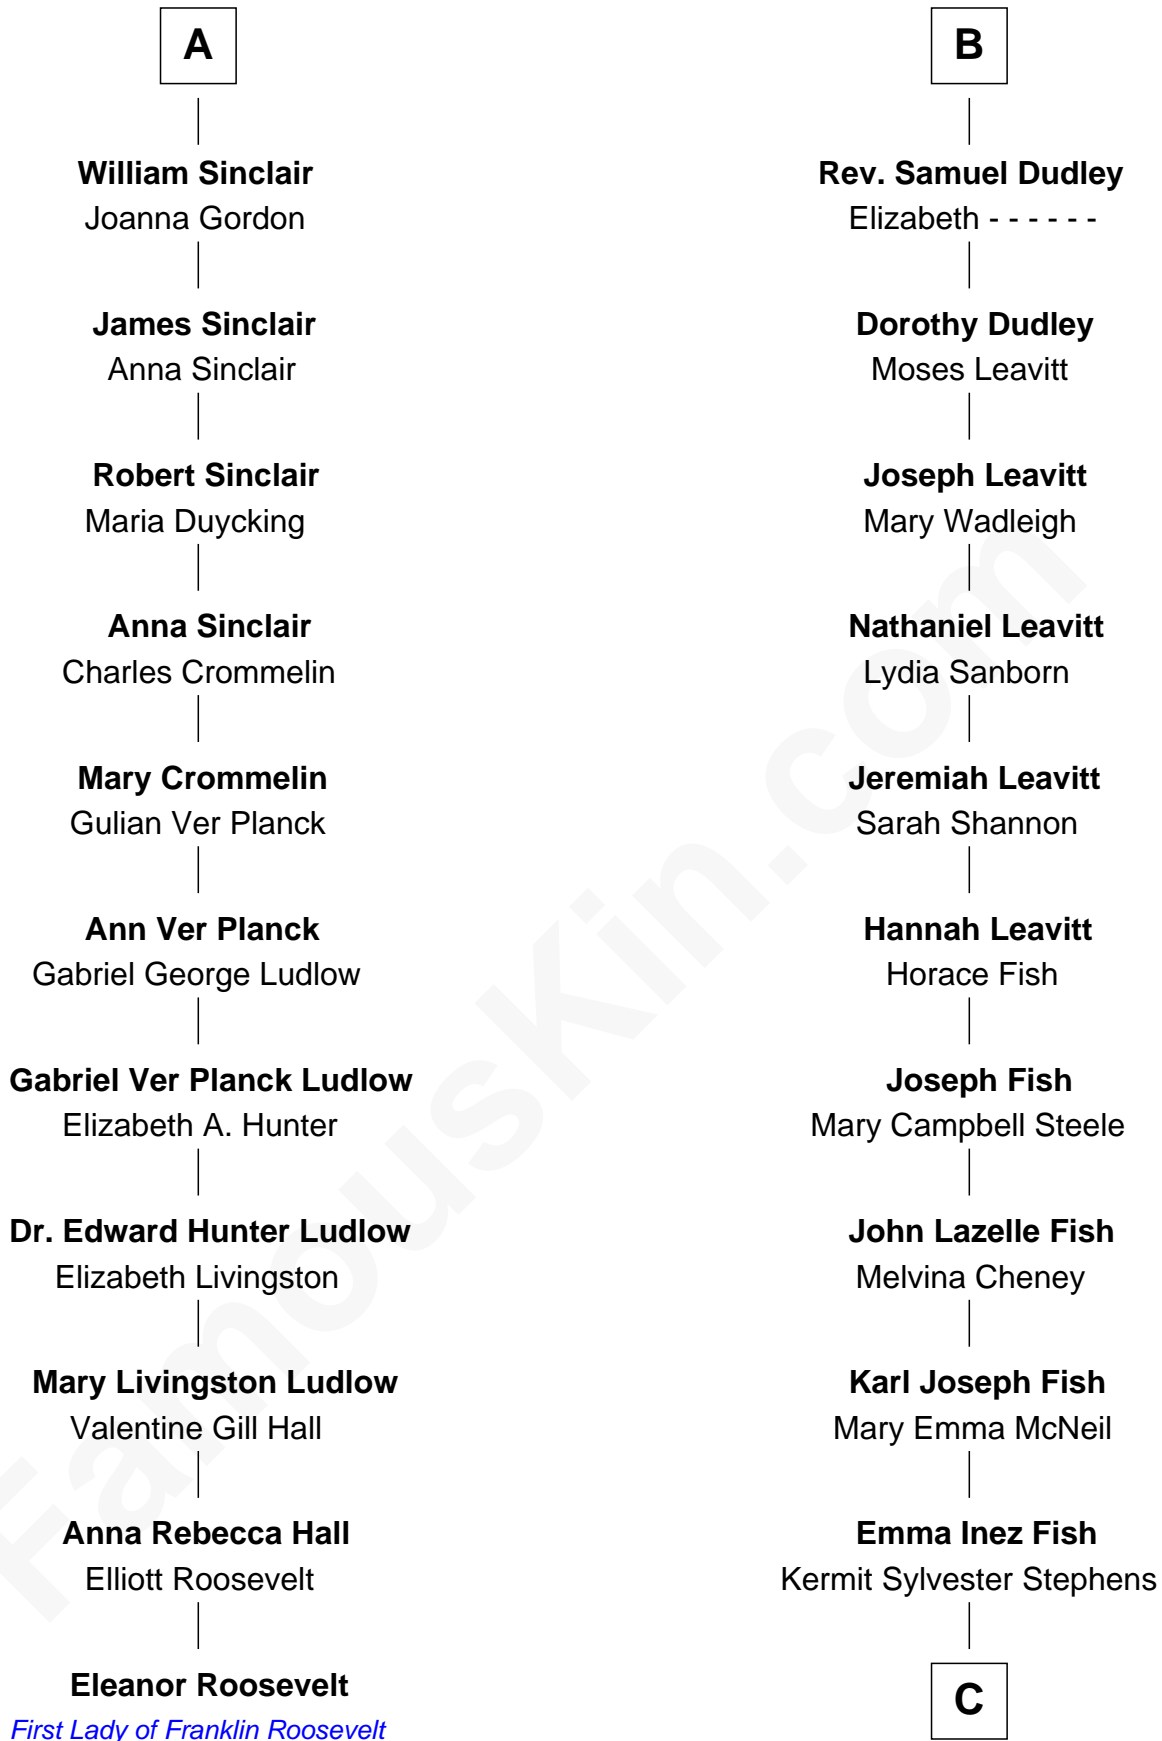 A
William Sinclair
Joanna Gordon
James Sinclair
Anna Sinclair
Robert Sinclair
Maria Duycking
Anna Sinclair
Charles Crommelin
Mary Crommelin
Gulian Ver Planck
Ann Ver Planck
Gabriel George Ludlow
Gabriel Ver Planck Ludlow
Elizabeth A. Hunter
Dr. Edward Hunter Ludlow
Elizabeth Livingston
Mary Livingston Ludlow
Valentine Gill Hall
Anna Rebecca Hall
Elliott Roosevelt
Eleanor Roosevelt
First Lady of Franklin Roosevelt
B
Rev. Samuel Dudley
Elizabeth - - - - - -
Dorothy Dudley
Moses Leavitt
Joseph Leavitt
Mary Wadleigh
Nathaniel Leavitt
Lydia Sanborn
Jeremiah Leavitt
Sarah Shannon
Hannah Leavitt
Horace Fish
Joseph Fish
Mary Campbell Steele
John Lazelle Fish
Melvina Cheney
Karl Joseph Fish
Mary Emma McNeil
Emma Inez Fish
Kermit Sylvester Stephens
C
FamousKin.com